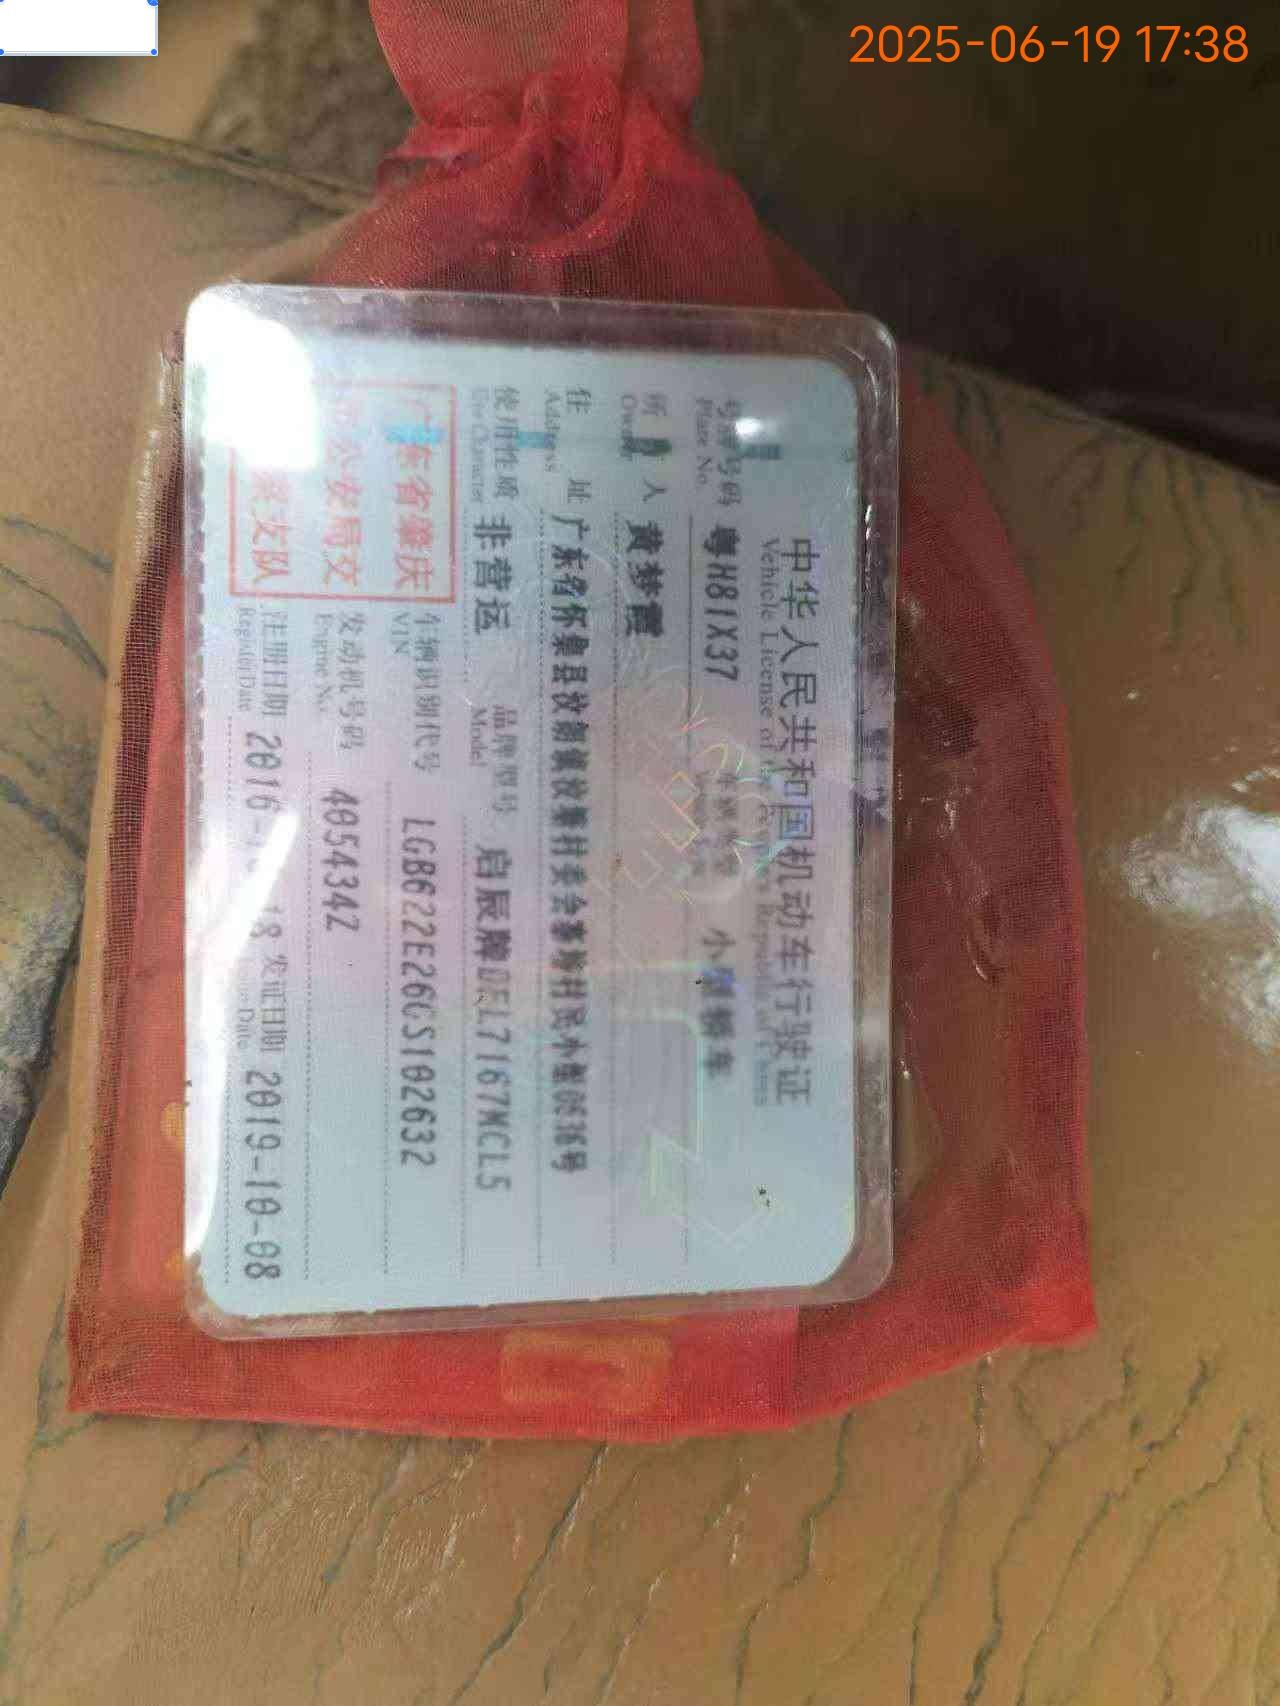 2025-06-19 17:38
中华人民共和国机动车行驶证
Vehicle License of the People's Republic of China
号牌号码 粤H81X37 小型轿车
Plate No.
所有人 黄梦霞
Owner
住址 广东省怀集县
Address
使用性质 非营运 品牌型号 启辰牌DFL7167MCL5
Use Character Model
广东省肇庆
市公安局交
警支队
车辆识别代号 LGB622E26GS102632
VIN
发动机号码 4054342
Engine No.
注册日期 2016- 18 发证日期 2019-10-08
Register Date Issue Date